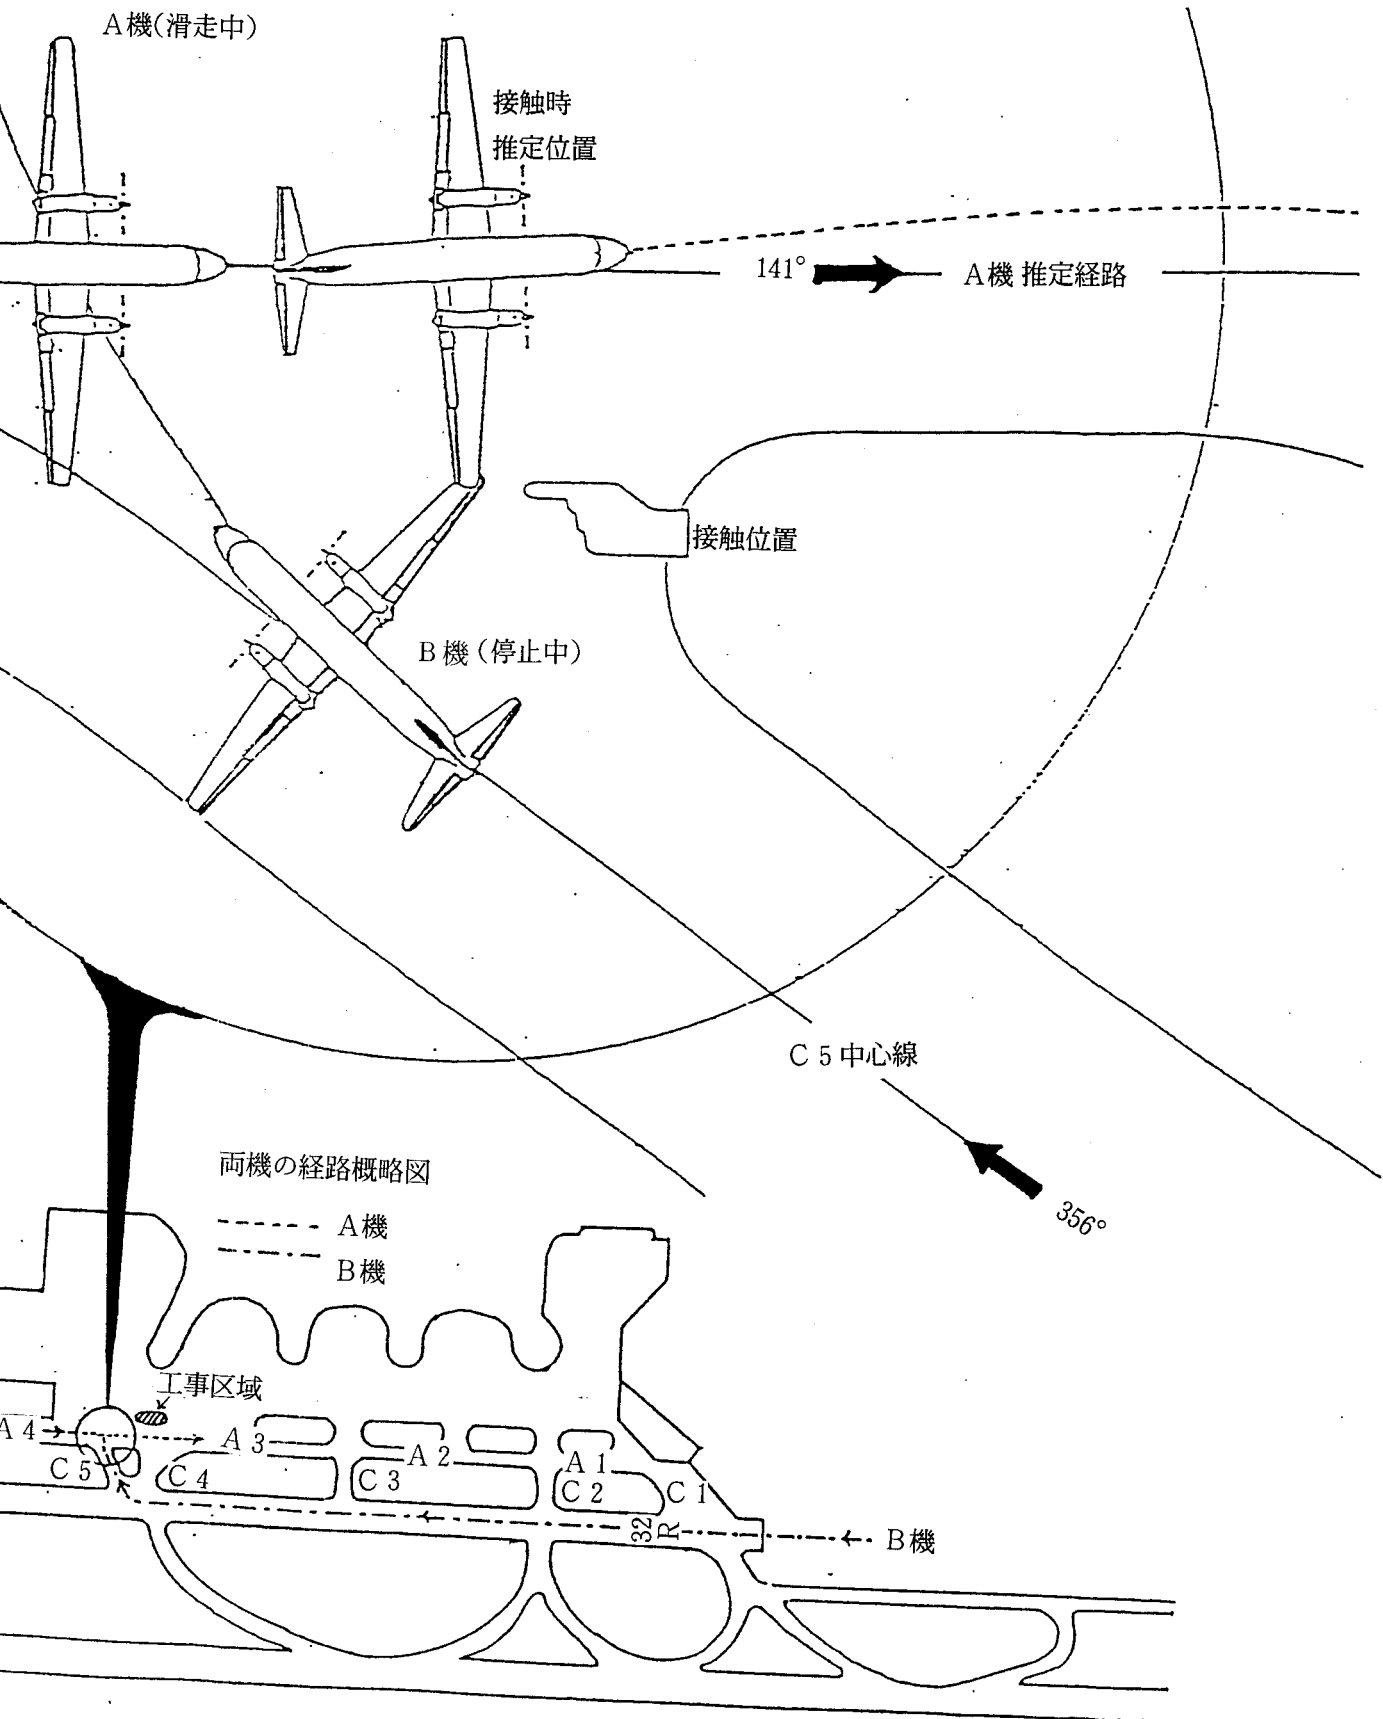 A機(滑走中)
接触時
推定位置
141°
A機 推定経路
接触位置
B機(停止中)
C5中心線
356°
両機の経路概略図
A機
B機
工事区域
A4
A3
A2
A1
C5
C4
C3
C2
C1
32
R
B機